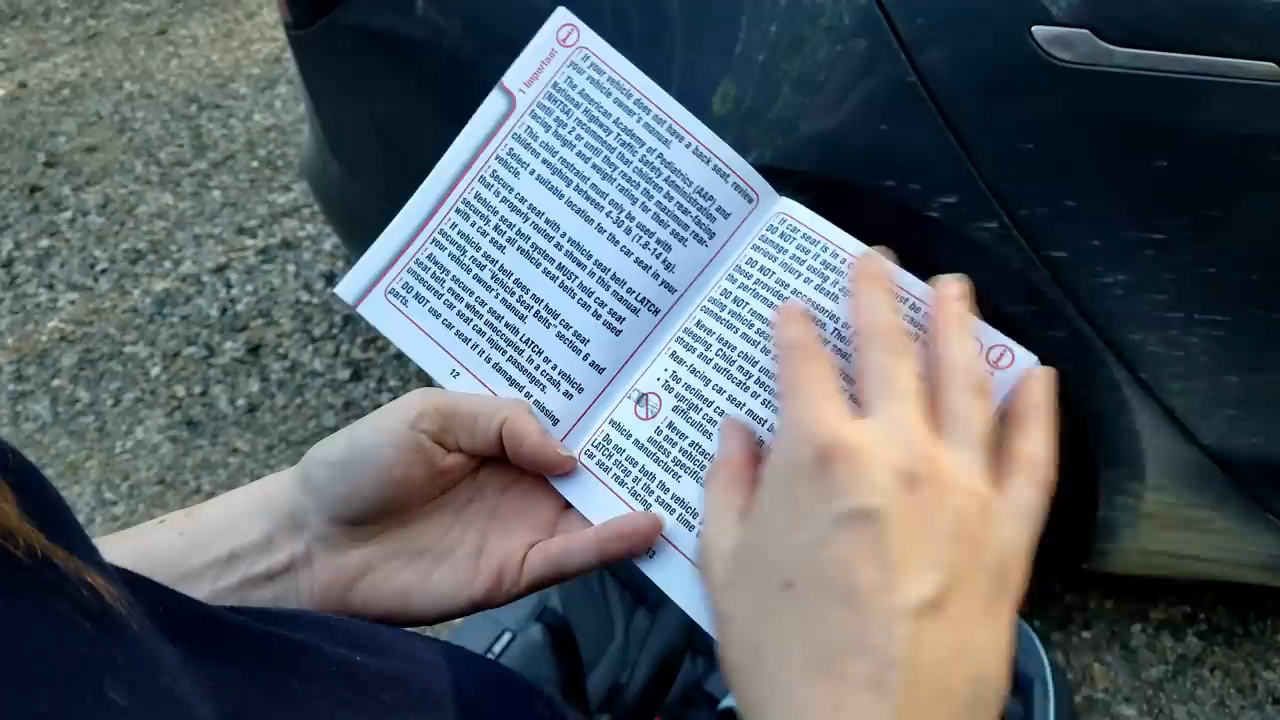 1 Important
! If your vehicle does not have a back seat, review
your vehicle owner's manual.
! The American Academy of Pediatrics (AAP) and
National Highway Traffic Safety Administration
(NHTSA) recommend that children be rear-facing
until age 2 or until they reach the maximum rear-
facing height and weight rating for their seat.
! This child restraint must only be used with
children weighing between 4-30 lb (1.8-14 kg).
! Select a suitable location for the car seat in your
vehicle.
! Secure car seat with a vehicle seat belt or LATCH
that is properly routed as shown in this manual.
! Vehicle seat belt system MUST hold car seat
securely. Not all vehicle seat belts can be used
with a car seat.
! If vehicle seat belt does not hold car seat
securely, read "Vehicle Seat Belts" section 6 and
your vehicle owner's manual.
! Always secure car seat with LATCH or a vehicle
seat belt, even when unoccupied. In a crash, an
unsecured car seat can injure passengers.
! DO NOT use car seat if it is damaged or missing
parts.
12
! If car seat is in a must be
DO NOT use it again!
damage and using it
serious injury or death.
! DO NOT use accessories or
those provided
the performance car seat.
! DO NOT remo
using vehicle seat
connectors must be
! Never leave child
sleeping. Child may
straps and suffocate or
! Rear-facing car seat must
• Too reclined
• Too upright can
difficulties.
! Never attac
to one vehicle
unless specifie
vehicle manufacturer.
! Do not use both the vehicle
LATCH strap at the same time
car seat rear-facing.
13